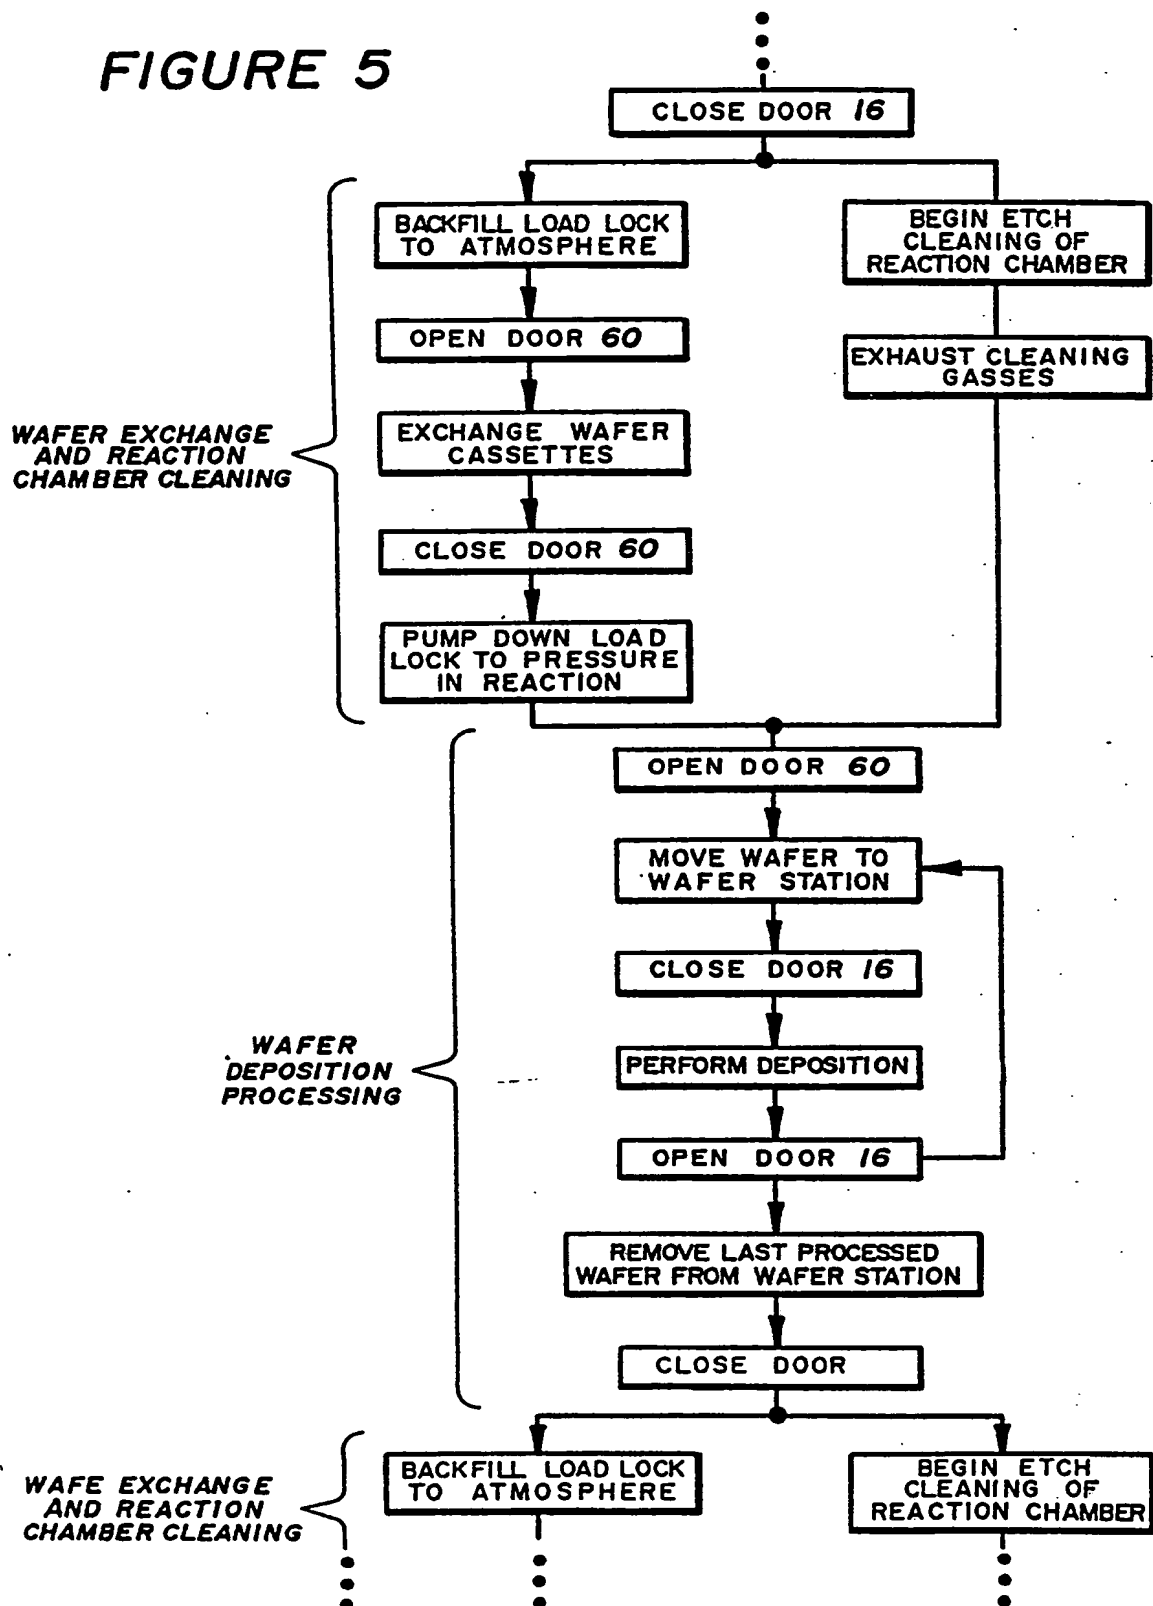 FIGURE 5
CLOSE DOOR 16
BACKFILL LOAD LOCK
TO ATMOSPHERE
OPEN DOOR 60
EXCHANGE WAFER
CASSETTES
CLOSE DOOR 60
PUMP DOWN LOAD
LOCK TO PRESSURE
IN REACTION
BEGIN ETCH
CLEANING OF
REACTION CHAMBER
EXHAUST CLEANING
GASSES
WAFER EXCHANGE
AND REACTION
CHAMBER CLEANING
OPEN DOOR 60
MOVE WAFER TO
WAFER STATION
CLOSE DOOR 16
PERFORM DEPOSITION
OPEN DOOR 16
REMOVE LAST PROCESSED
WAFER FROM WAFER STATION
CLOSE DOOR
WAFER
DEPOSITION
PROCESSING
BACKFILL LOAD LOCK
TO ATMOSPHERE
BEGIN ETCH
CLEANING OF
REACTION CHAMBER
WAFE EXCHANGE
AND REACTION
CHAMBER CLEANING